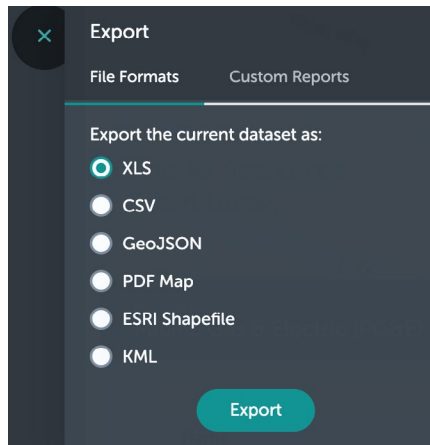 Export
File Formats Custom Reports
Export the current dataset as:
XLS
CSV
GeoJSON
PDF Map
ESRI Shapefile
KML
Export